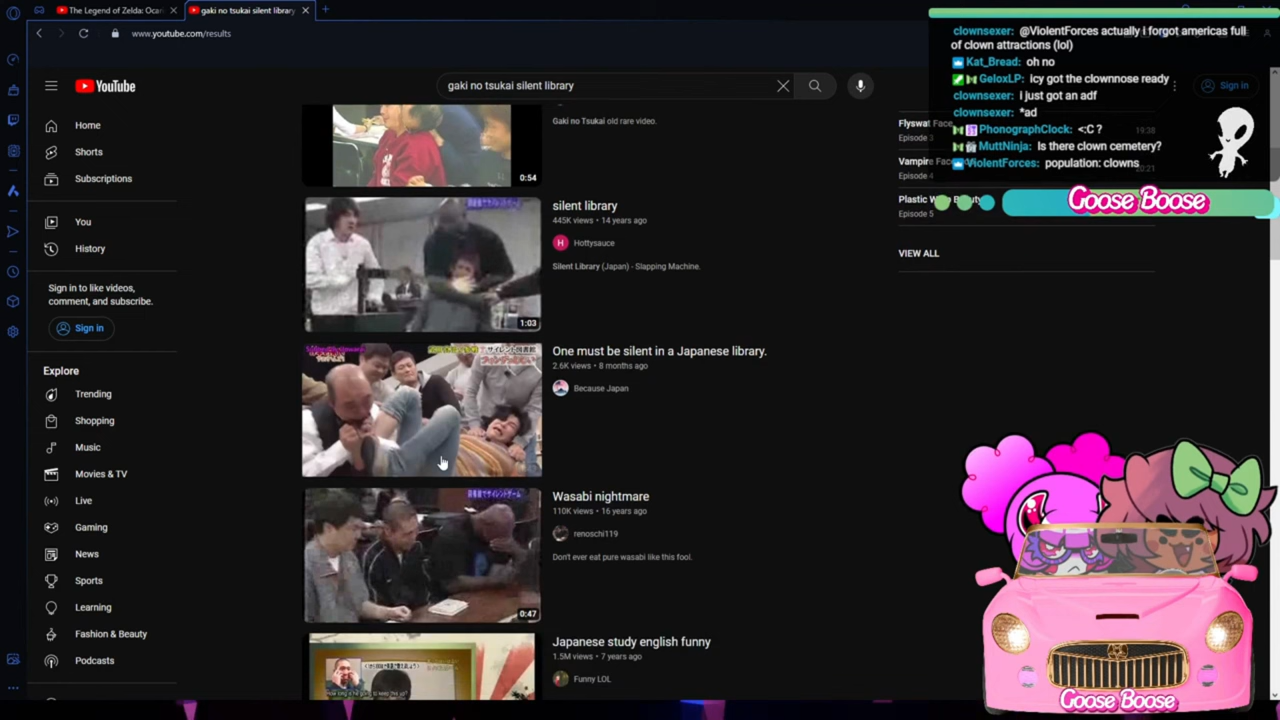 The Legend of Zelda: Ocari
gaki no tsukai silent library
www.youtube.com/results
YouTube
gaki no tsukai silent library
Sign in
Home
Shorts
Subscriptions
You
History
Sign in to like videos,
comment, and subscribe.
Sign in
Explore
Trending
Shopping
Music
Movies & TV
Live
Gaming
News
Sports
Learning
Fashion & Beauty
Podcasts
Gaki no Tsukai old rare video.
0:54
silent library
445K views • 14 years ago
H Hottysauce
Silent Library (Japan) - Slapping Machine.
1:03
One must be silent in a Japanese library.
2.6K views • 8 months ago
Because Japan
Wasabi nightmare
110K views • 16 years ago
renoschi119
Don't ever eat pure wasabi like this fool.
0:47
Japanese study english funny
1.5M views • 7 years ago
Funny LOL
Flyswat Face
Episode 3
19:38
Vampire Fac
Episode 4
20:21
Plastic W
Episode 5
VIEW ALL
clownsexer: @ViolentForces actually i forgot americas full
of clown attractions (lol)
Kat_Bread: oh no
GeloxLP: icy got the clownnose ready
clownsexer: i just got an adf
clownsexer: *ad
PhonographClock: <:C ?
MuttNinja: Is there clown cemetery?
ViolentForces: population: clowns
Goose Boose
Goose Boose